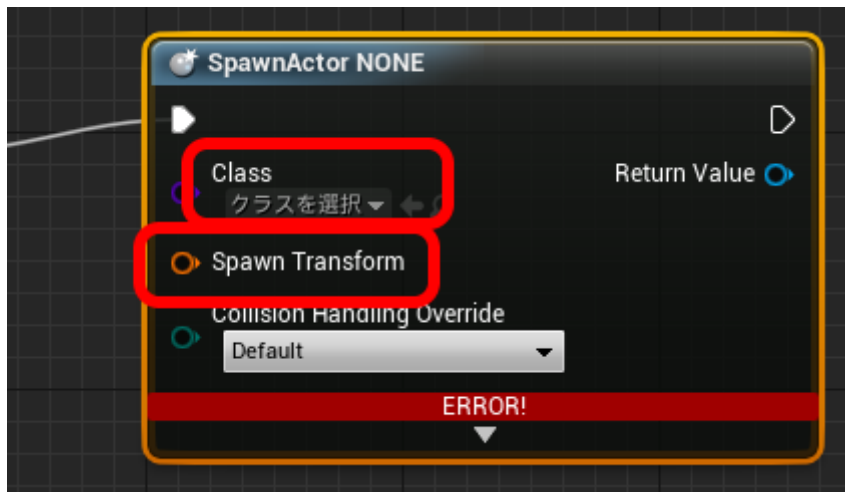 SpawnActor NONE
Class
Return Value
クラスを選択
Spawn Transform
Collision Handling Override
Default
ERROR!